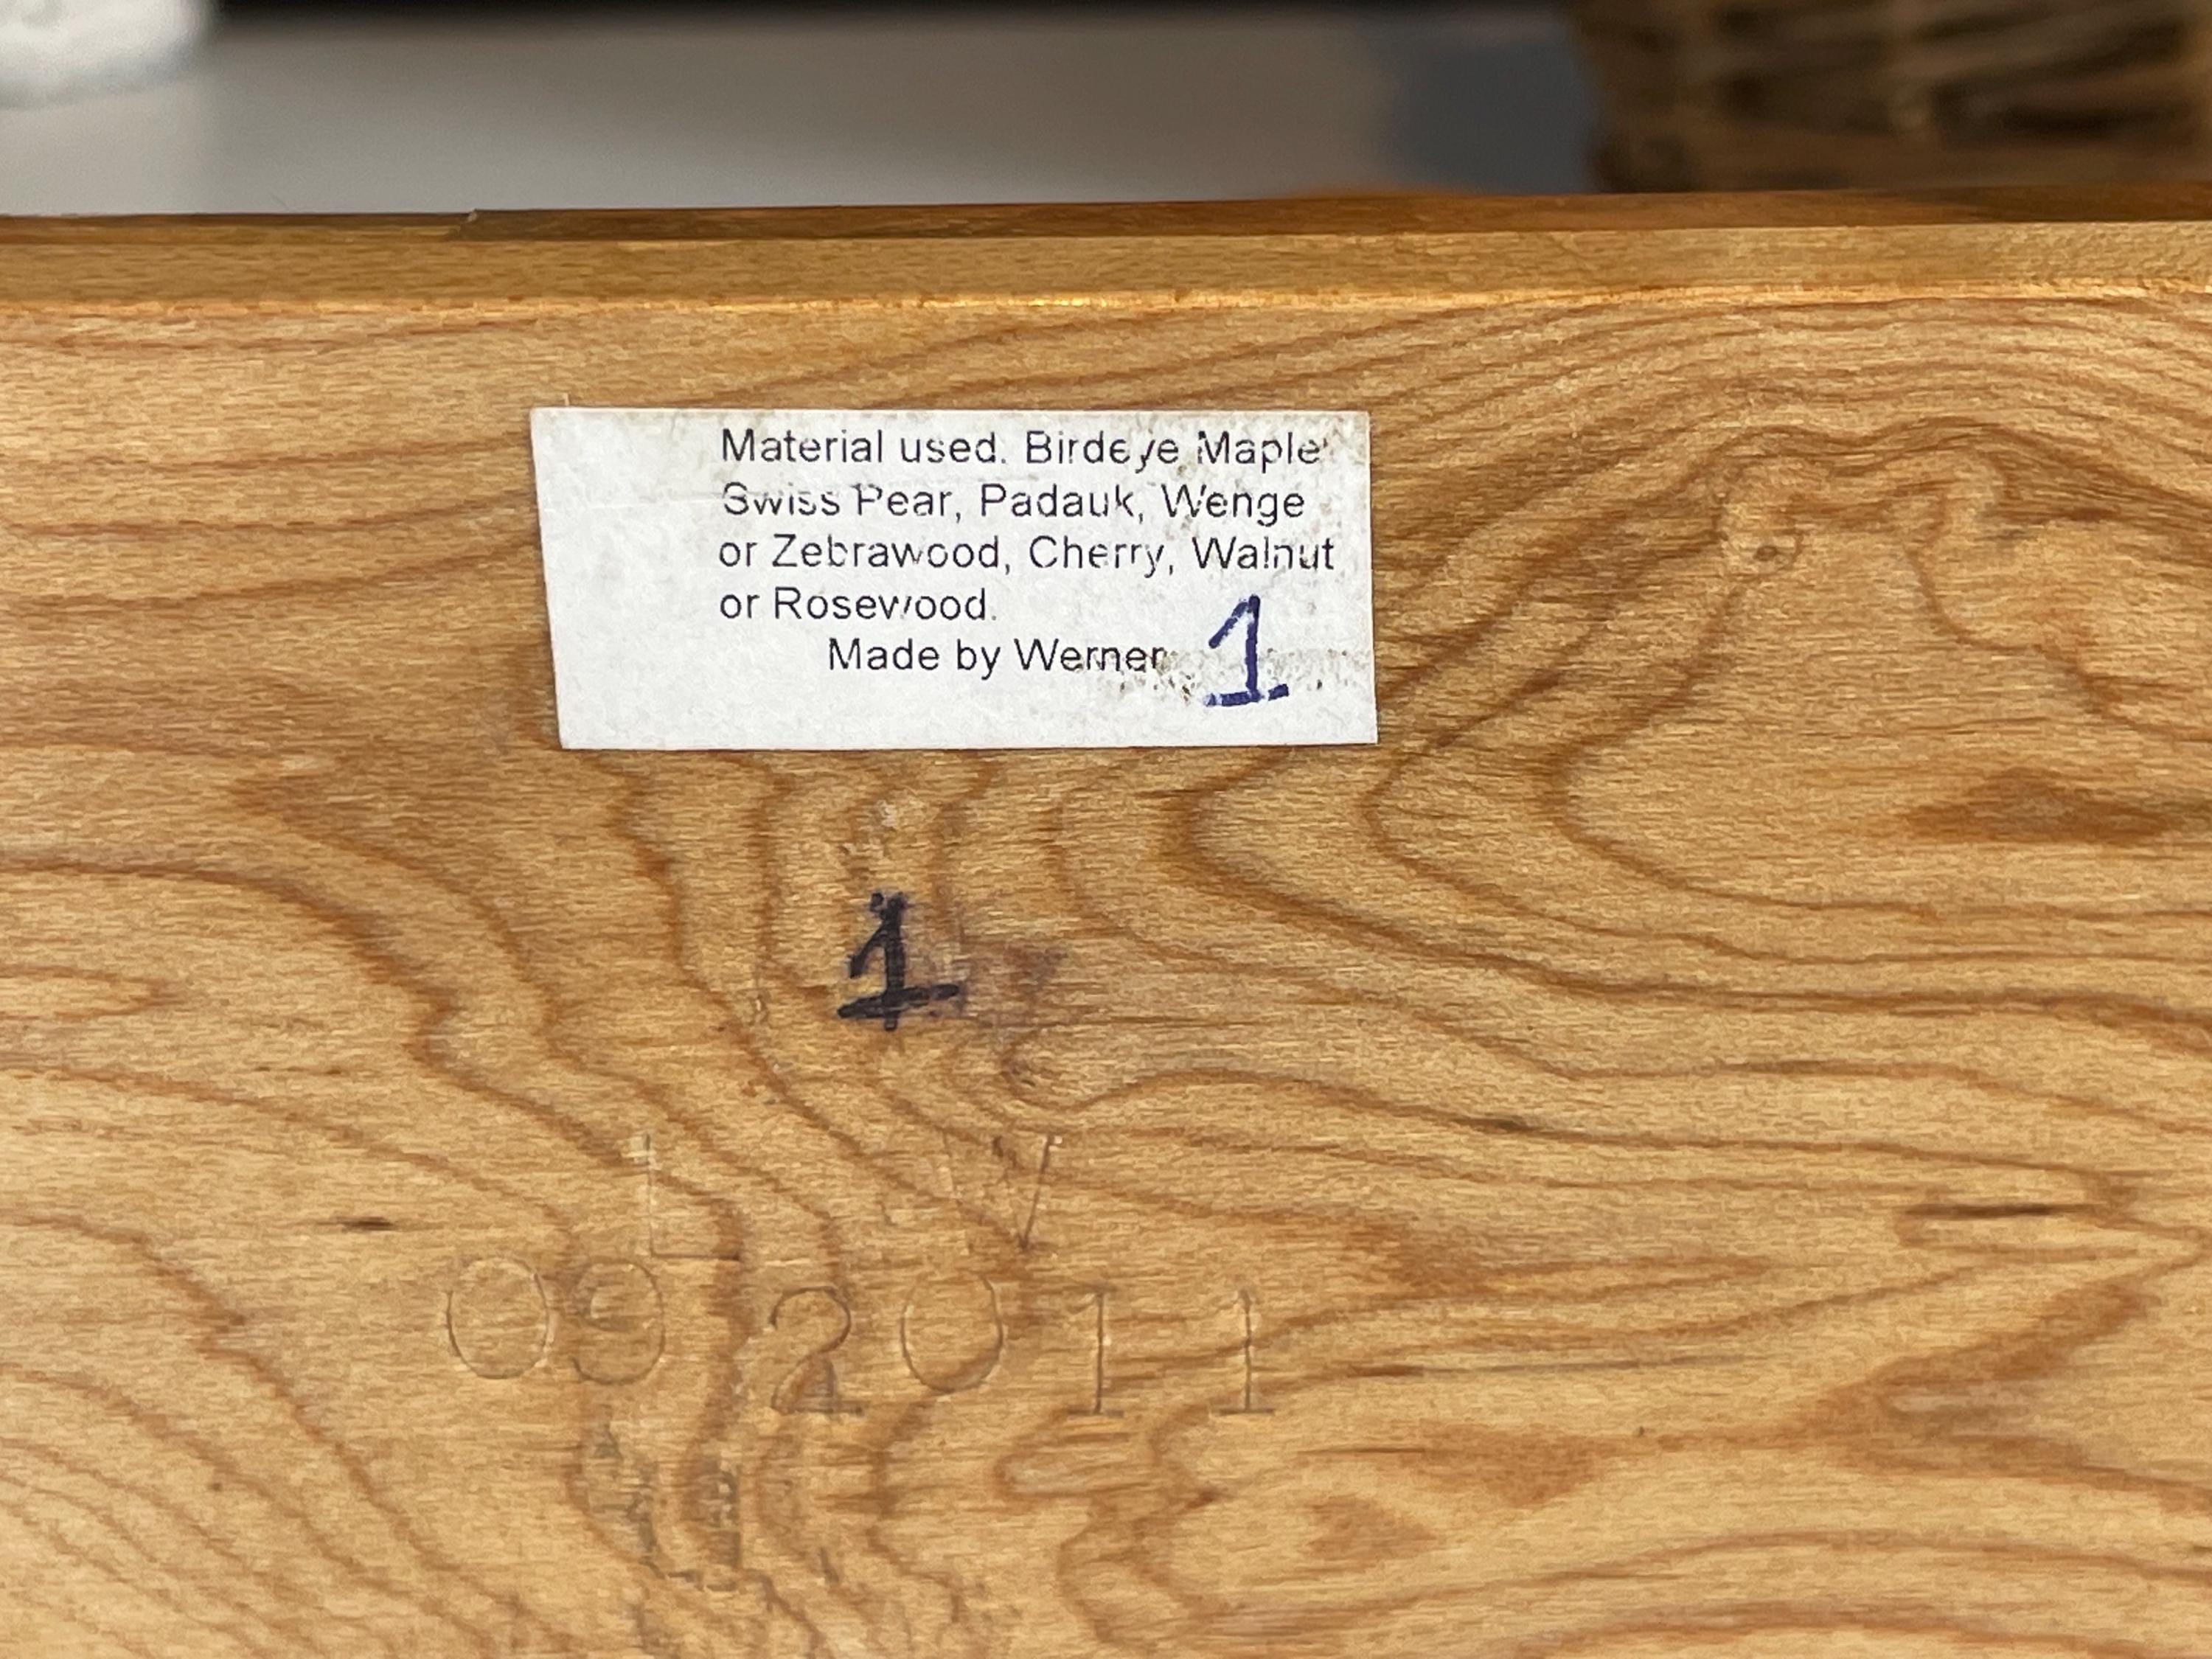 Material used. Birdeye Maple
Swiss Pear, Padauk, Wenge
or Zebrawood, Cherry, Walnut
or Rosewood.
Made by Werner 1
1
L W
09 2011